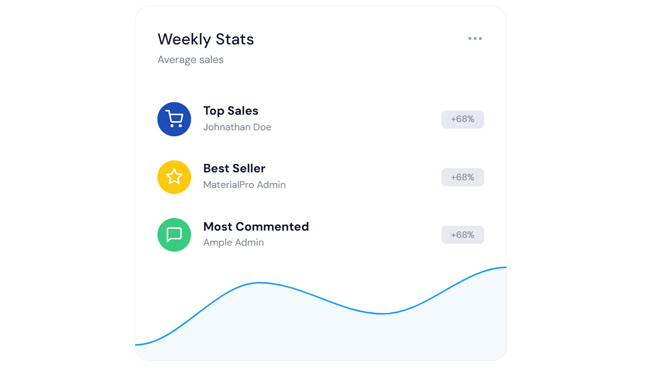 Weekly Stats
Average sales
Top Sales
Johnathan Doe
+68%
Best Seller
MaterialPro Admin
+68%
Most Commented
Ample Admin
+68%